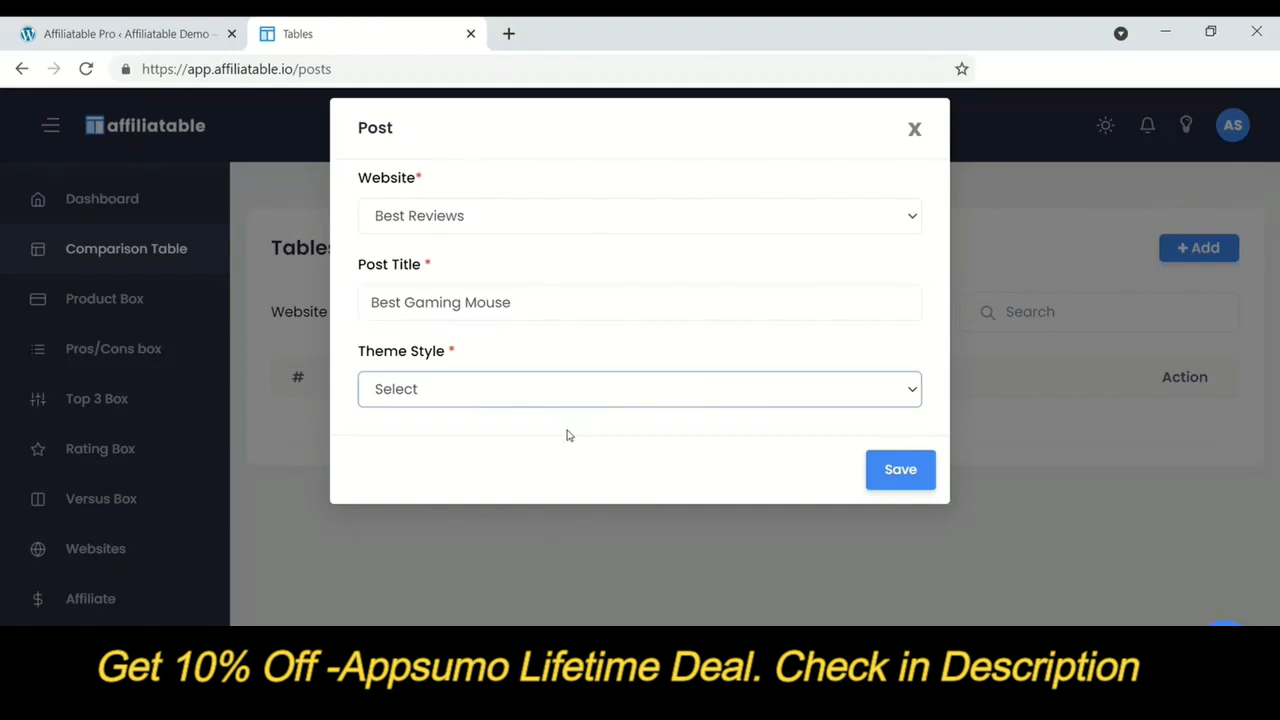 Affiliatable Pro ‹ Affiliatable Demo –
Tables
https://app.affiliatable.io/posts
affiliatable
AS
Dashboard
Comparison Table
Product Box
Pros/Cons box
Top 3 Box
Rating Box
Versus Box
Websites
Affiliate
Tables
+ Add
Website
Search
#
Action
Post
X
Website*
Best Reviews
Post Title *
Best Gaming Mouse
Theme Style *
Select
Save
Get 10% Off -Appsumo Lifetime Deal. Check in Description